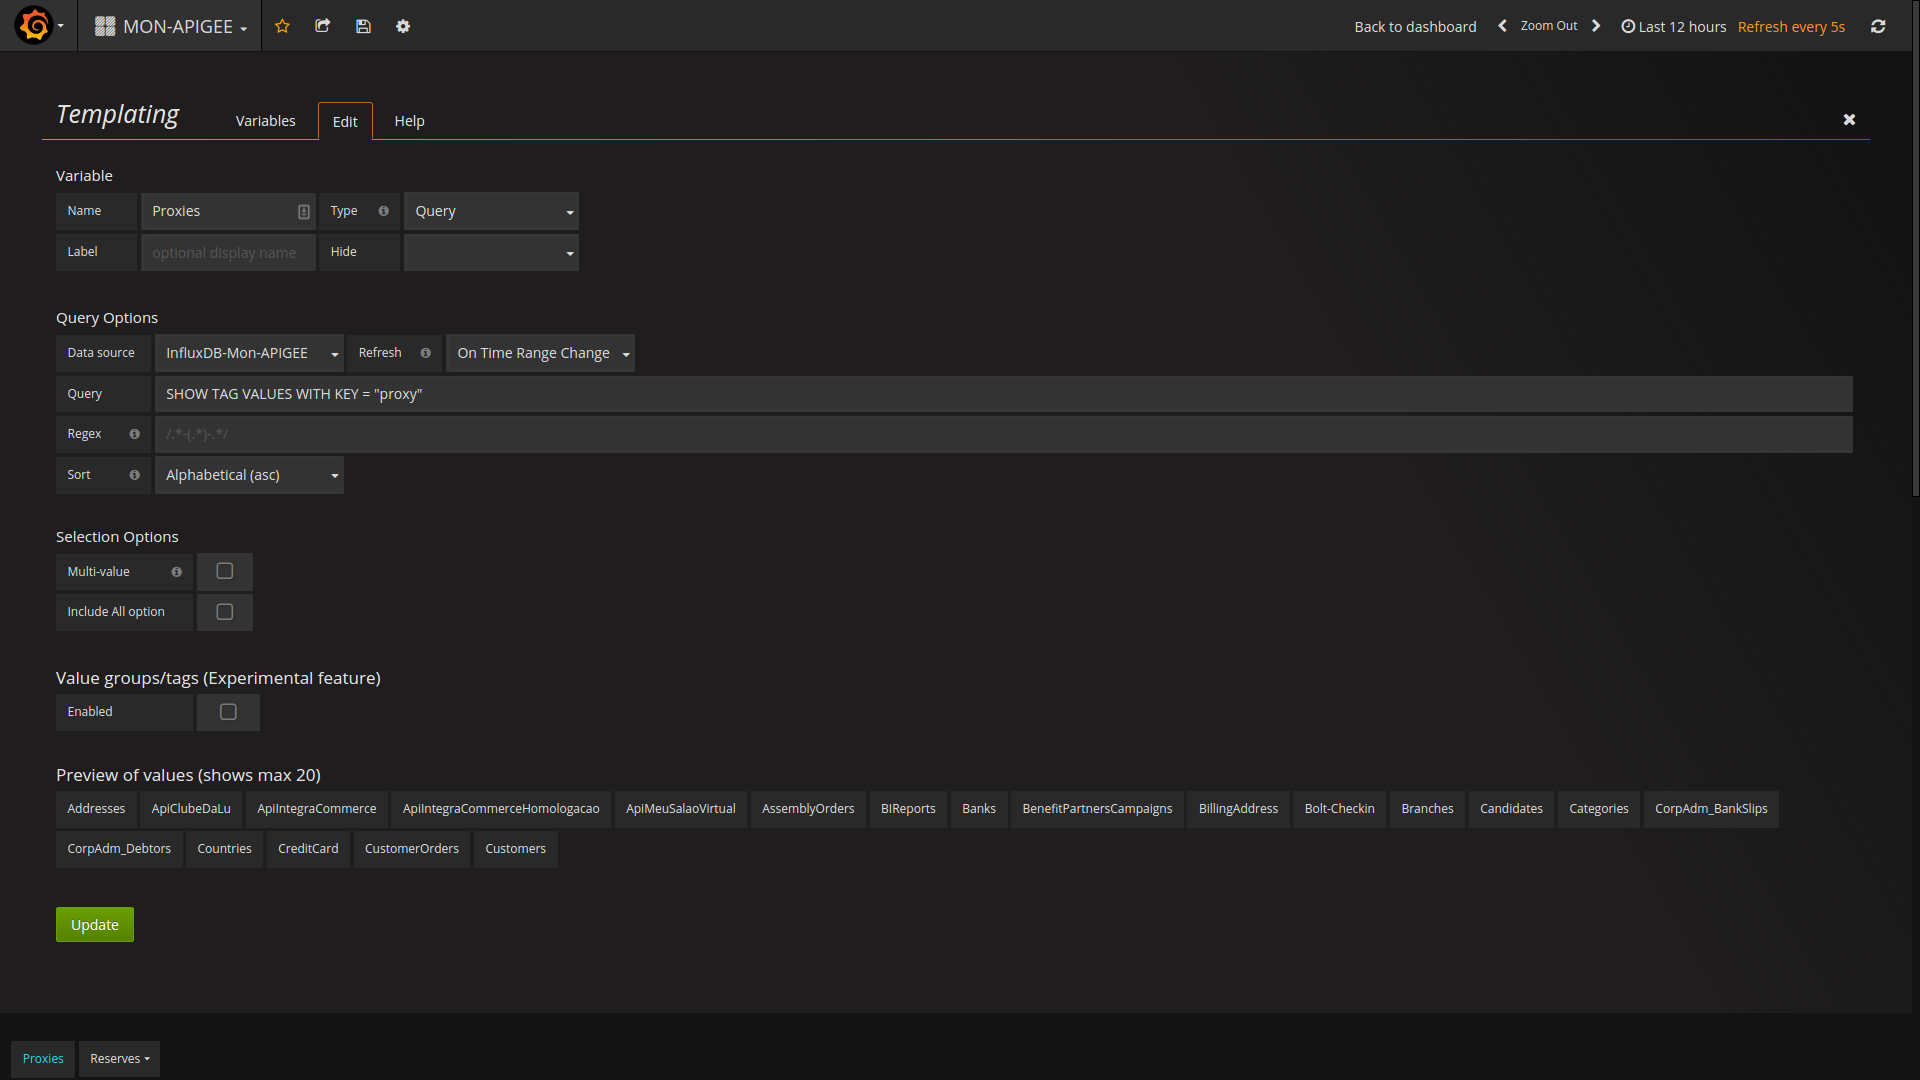 MON-APIGEE Back to dashboard Zoom Out Last 12 hours Refresh every 5s
Templating Variables Edit Help
Variable
Name Proxies Type Query
Label optional display name Hide
Query Options
Data source InfluxDB-Mon-APIGEE Refresh On Time Range Change
Query SHOW TAG VALUES WITH KEY = "proxy"
Regex /.*-(.*)-.*/
Sort Alphabetical (asc)
Selection Options
Multi-value
Include All option
Value groups/tags (Experimental feature)
Enabled
Preview of values (shows max 20)
Addresses ApiClubeDaLu ApiIntegraCommerce ApiIntegraCommerceHomologacao ApiMeuSalaoVirtual AssemblyOrders BIReports Banks BenefitPartnersCampaigns BillingAddress Bolt-Checkin Branches Candidates Categories CorpAdm_BankSlips
CorpAdm_Debtors Countries CreditCard CustomerOrders Customers
Update
Proxies Reserves